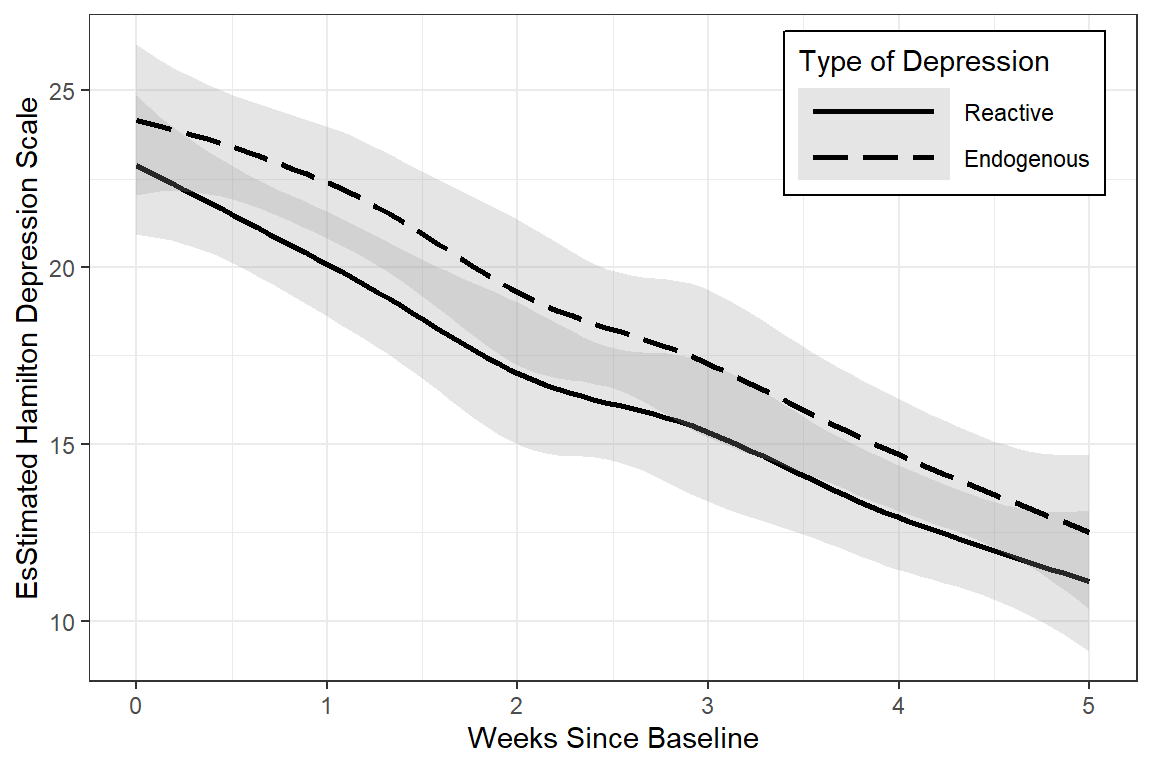 Type of Depression
Reactive
Endogenous
EsStimated Hamilton Depression Scale
25
20
15
10
0 1 2 3 4 5
Weeks Since Baseline